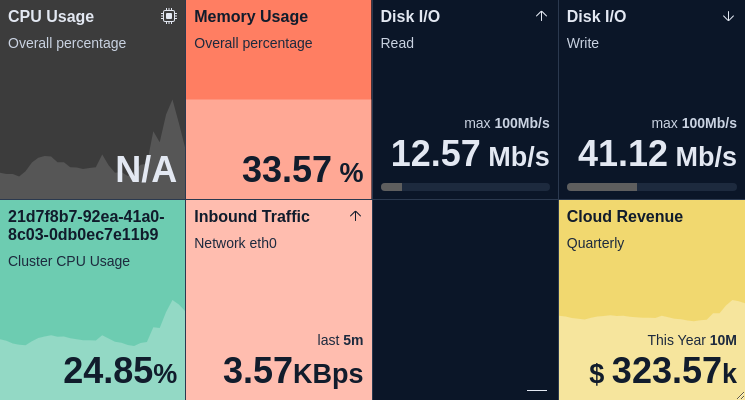 CPU Usage
Overall percentage
N/A
Memory Usage
Overall percentage
33.57 %
Disk I/O
Read
max 100Mb/s
12.57 Mb/s
Disk I/O
Write
max 100Mb/s
41.12 Mb/s
21d7f8b7-92ea-41a0-
8c03-0db0ec7e11b9
Cluster CPU Usage
24.85%
Inbound Traffic
Network eth0
last 5m
3.57KBps
—
Cloud Revenue
Quarterly
This Year 10M
$ 323.57k